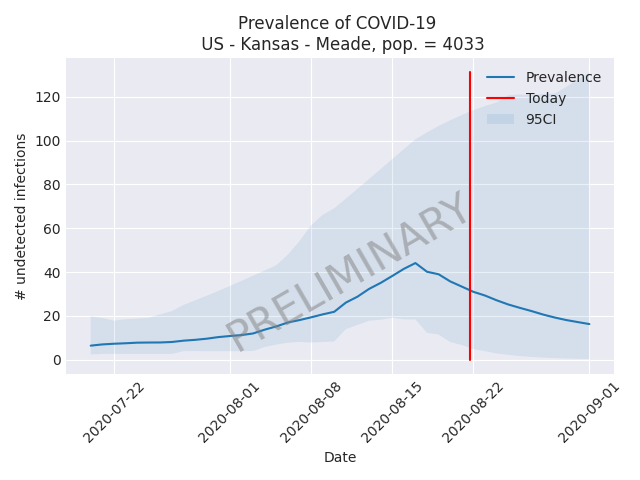 Prevalence of COVID-19
US - Kansas - Meade, pop. = 4033
# undetected infections
120
100
80
60
40
20
0
Prevalence
Today
95CI
PRELIMINARY
2020-07-22
2020-08-01
2020-08-08
2020-08-15
2020-08-22
2020-09-01
Date